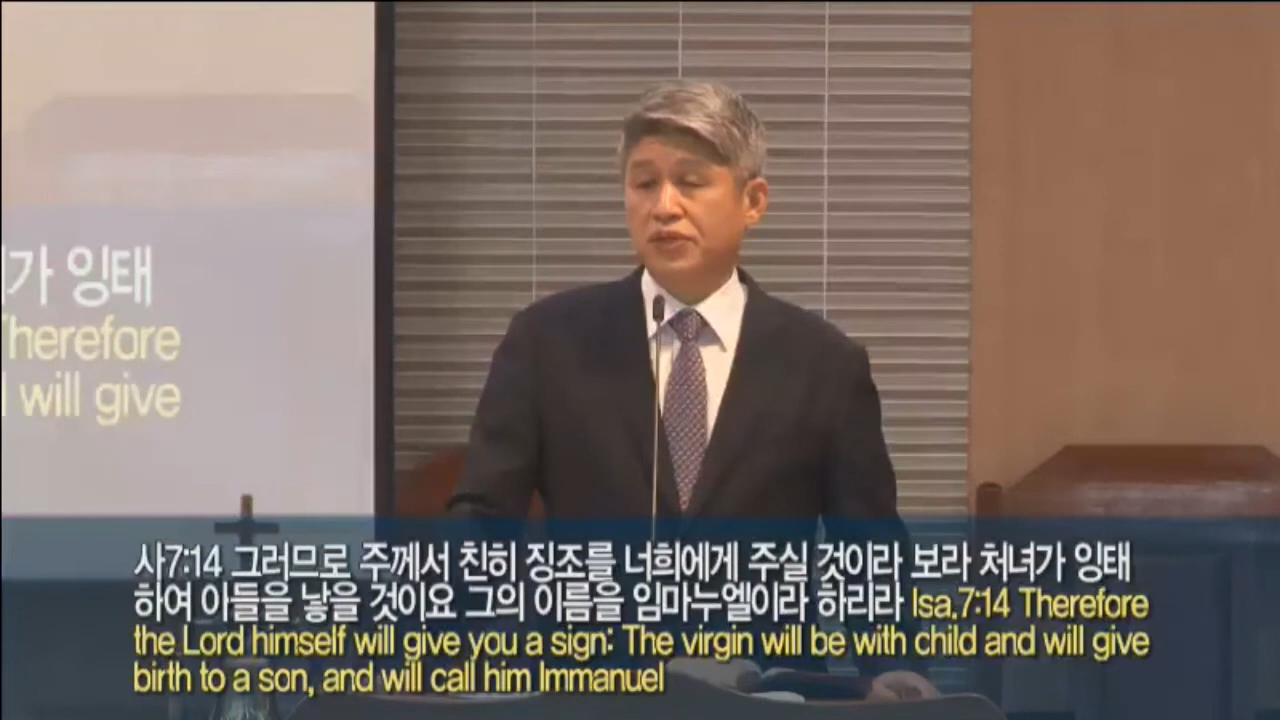 가 잉태
Therefore
will give
사7:14 그러므로 주께서 친히 징조를 너희에게 주실 것이라 보라 처녀가 잉태
하여 아들을 낳을 것이요 그의 이름을 임마누엘이라 하리라 Isa.7:14 Therefore
the Lord himself will give you a sign: The virgin will be with child and will give
birth to a son, and will call him Immanuel